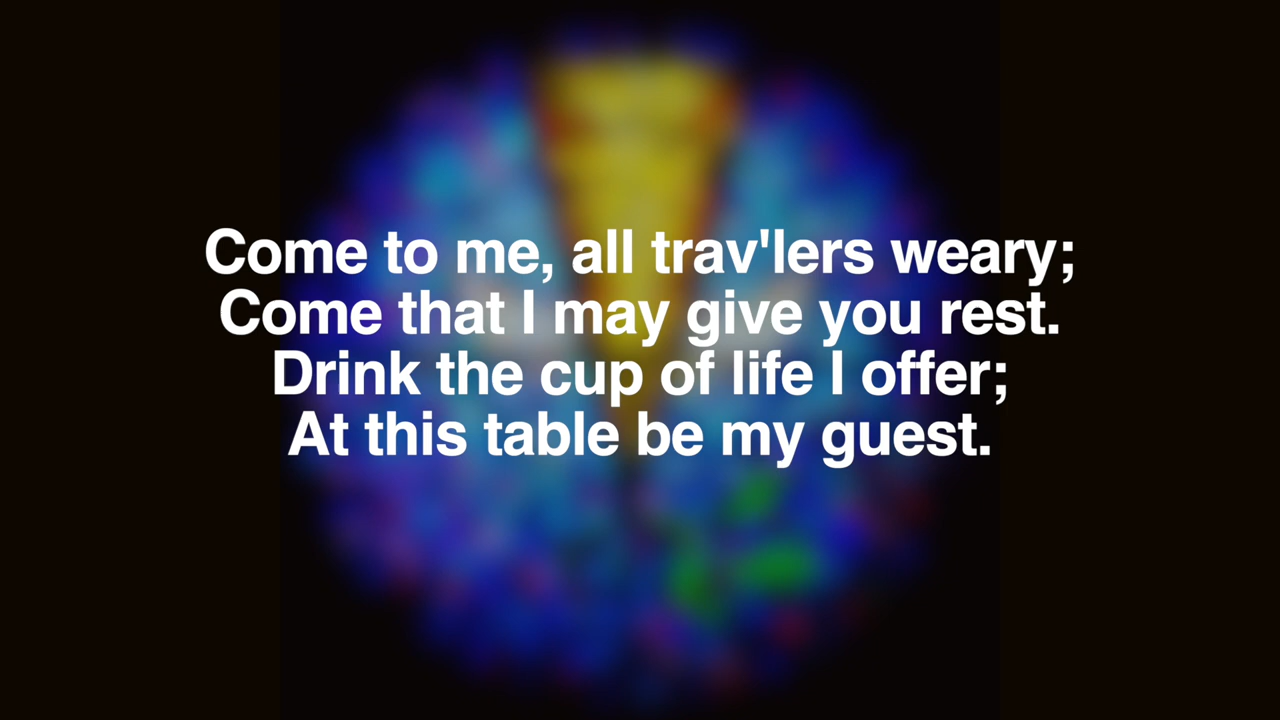 Come to me, all trav'lers weary;
Come that I may give you rest.
Drink the cup of life I offer;
At this table be my guest.